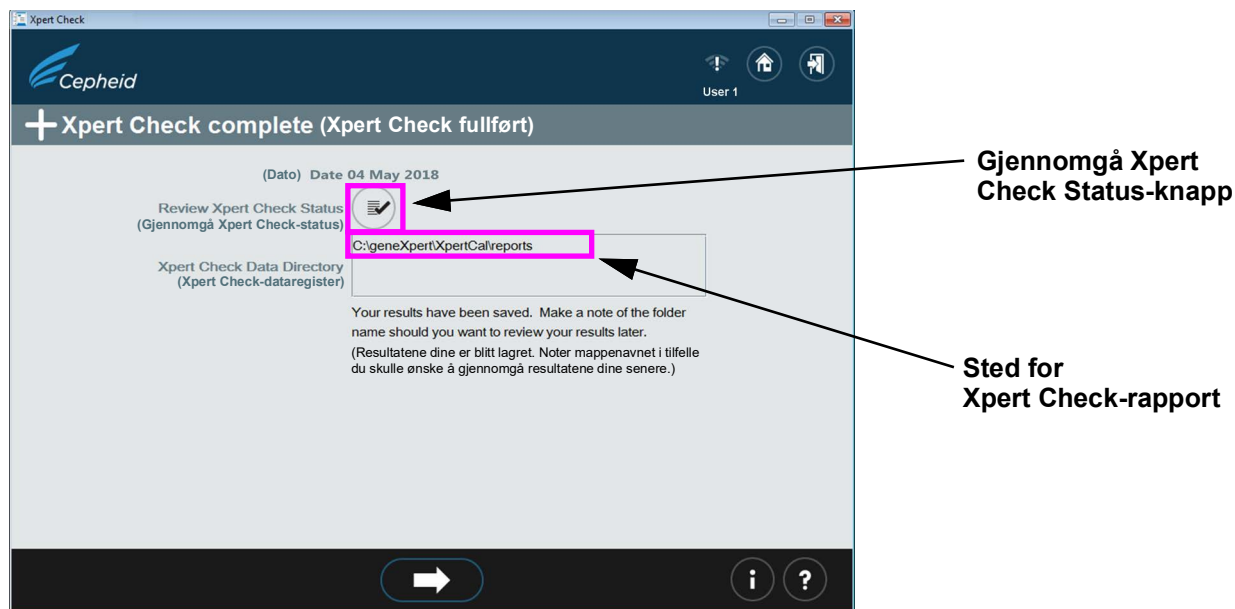 Xpert Check
Cepheid
User 1
Xpert Check complete (Xpert Check fullført)
(Dato) Date 04 May 2018
Review Xpert Check Status
(Gjennomgå Xpert Check-status)
C:\geneXpert\XpertCal\reports
Xpert Check Data Directory
(Xpert Check-dataregister)
Your results have been saved. Make a note of the folder
name should you want to review your results later.
(Resultatene dine er blitt lagret. Noter mappenavnet i tilfelle
du skulle ønske å gjennomgå resultatene dine senere.)
Gjennomgå Xpert
Check Status-knapp
Sted for
Xpert Check-rapport
i ?